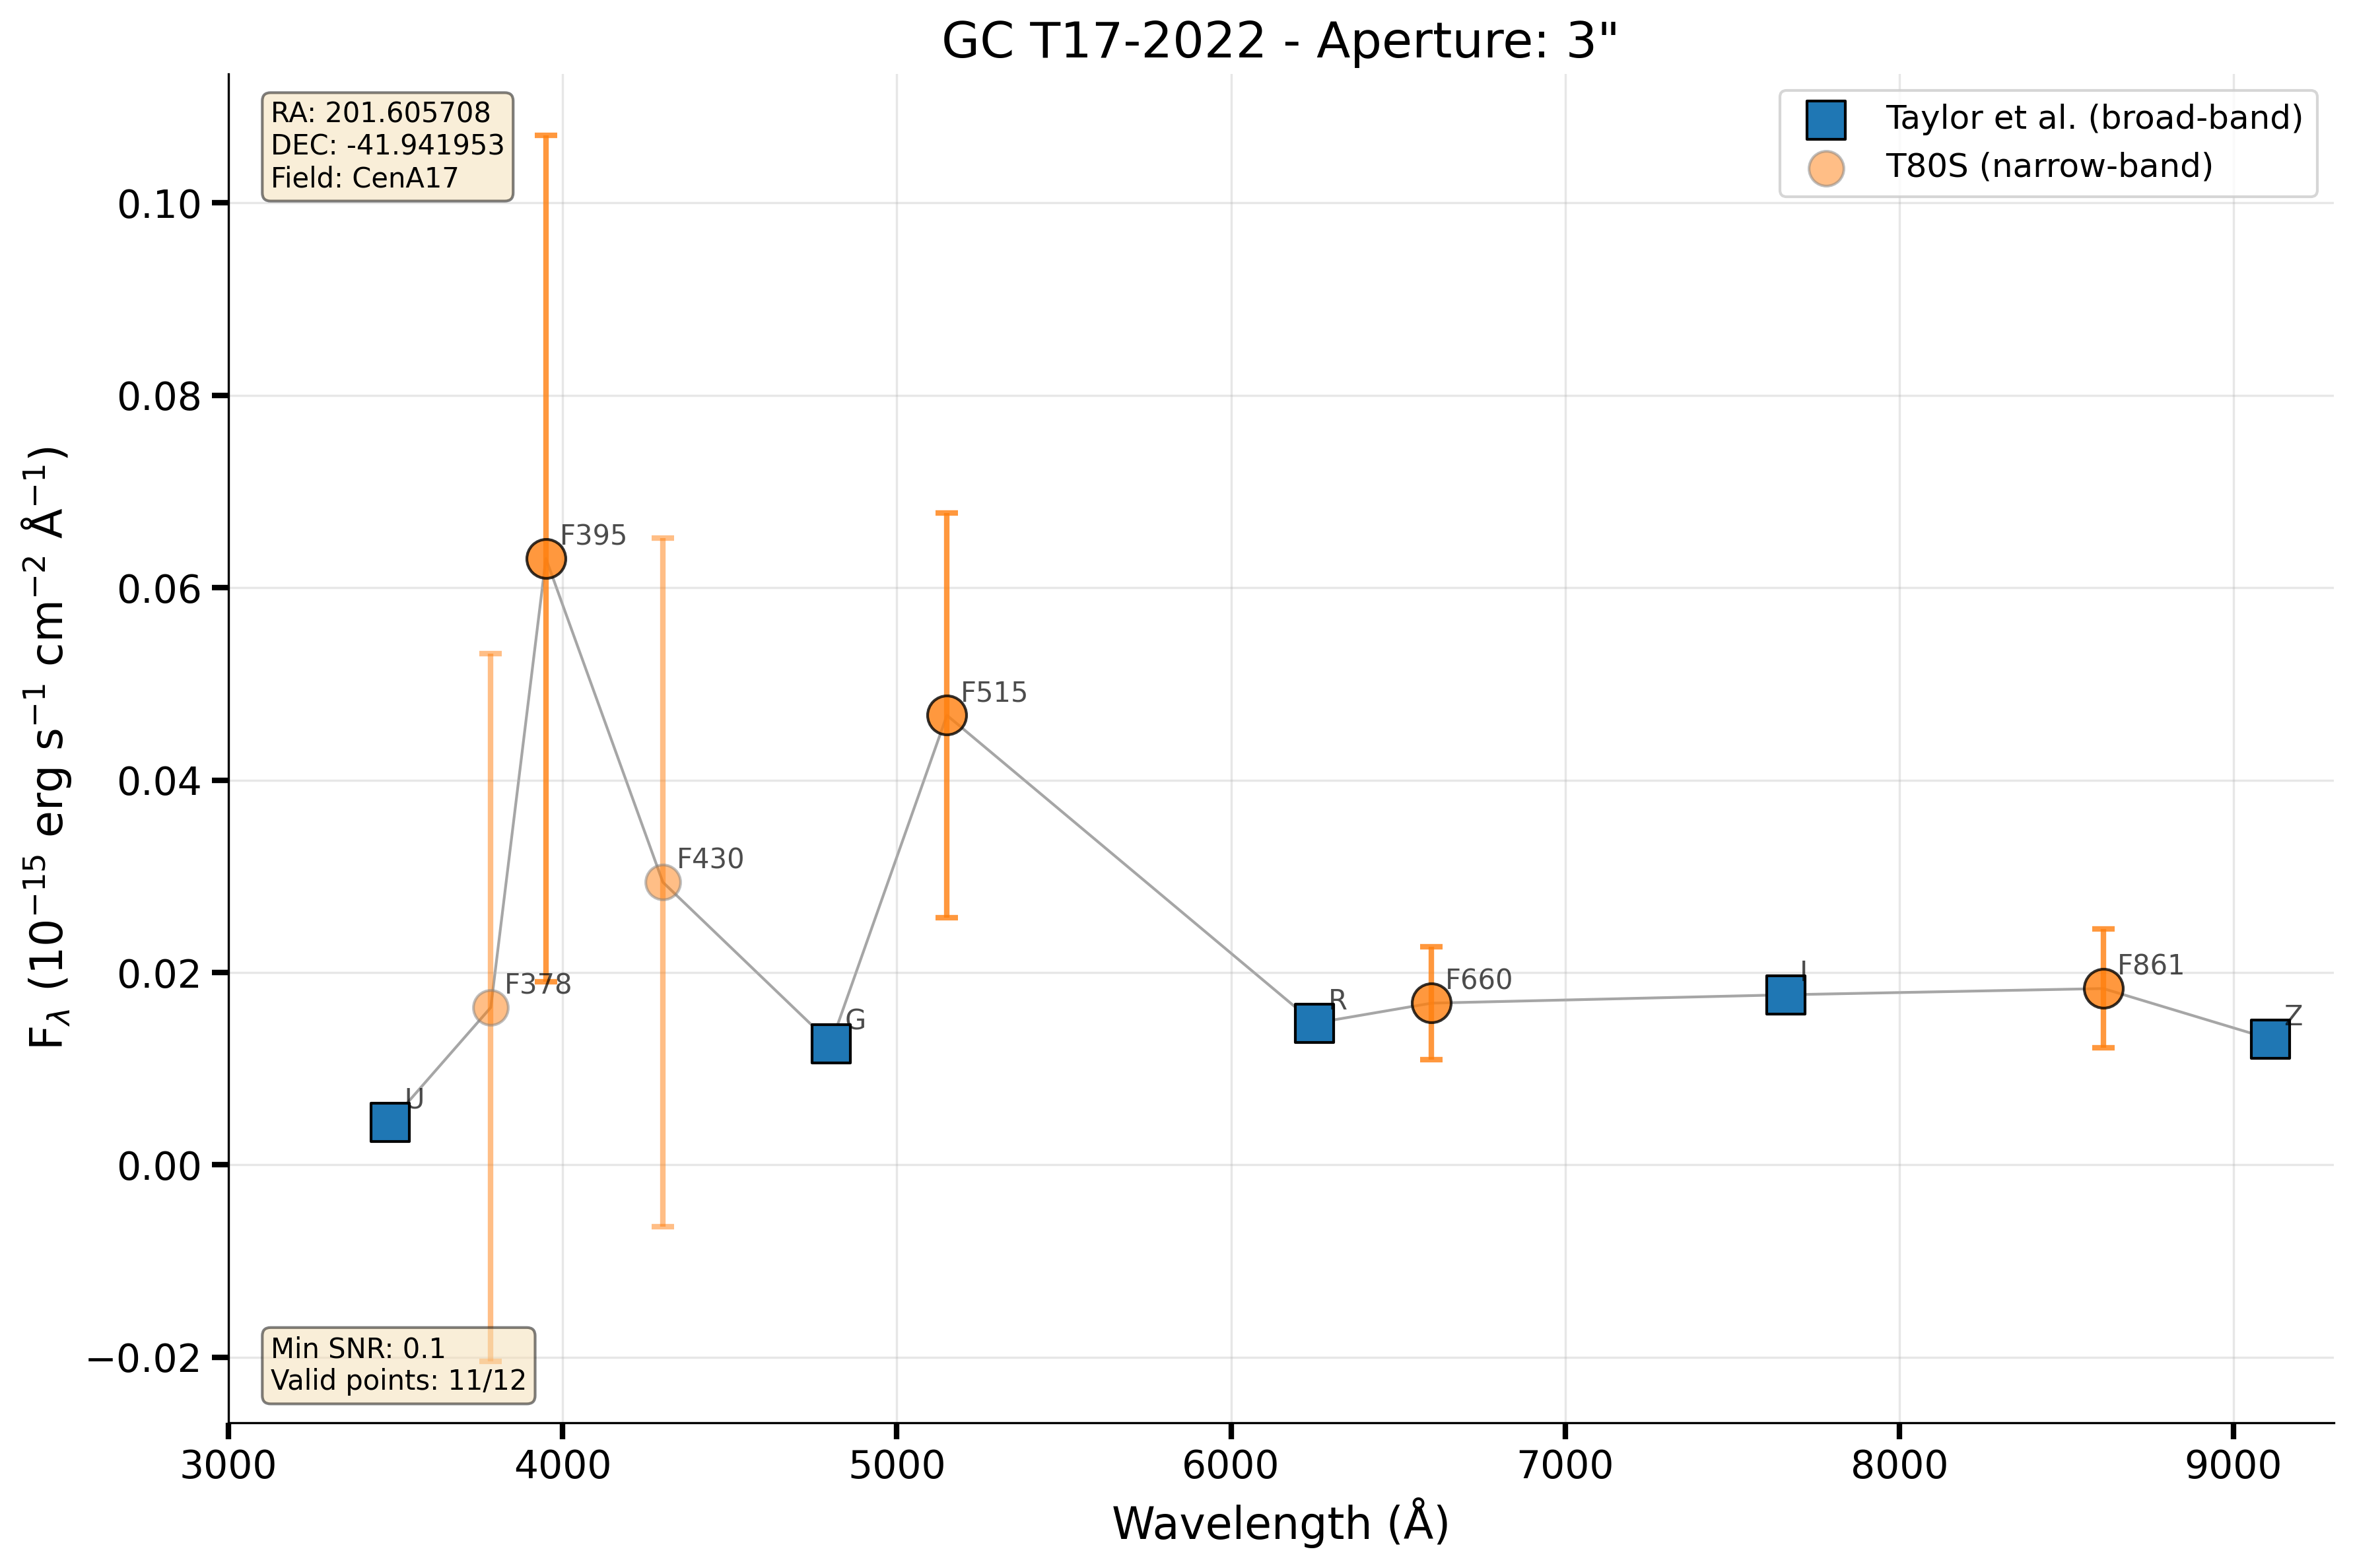 GC T17-2022 - Aperture: 3"
RA: 201.605708
DEC: -41.941953
Field: CenA17
Taylor et al. (broad-band)
T80S (narrow-band)
F_λ (10⁻¹⁵ erg s⁻¹ cm⁻² Å⁻¹)
0.10
0.08
0.06
0.04
0.02
0.00
−0.02
F395
F515
F430
F378
F660
F861
U
G
R
I
Z
Min SNR: 0.1
Valid points: 11/12
3000 4000 5000 6000 7000 8000 9000
Wavelength (Å)